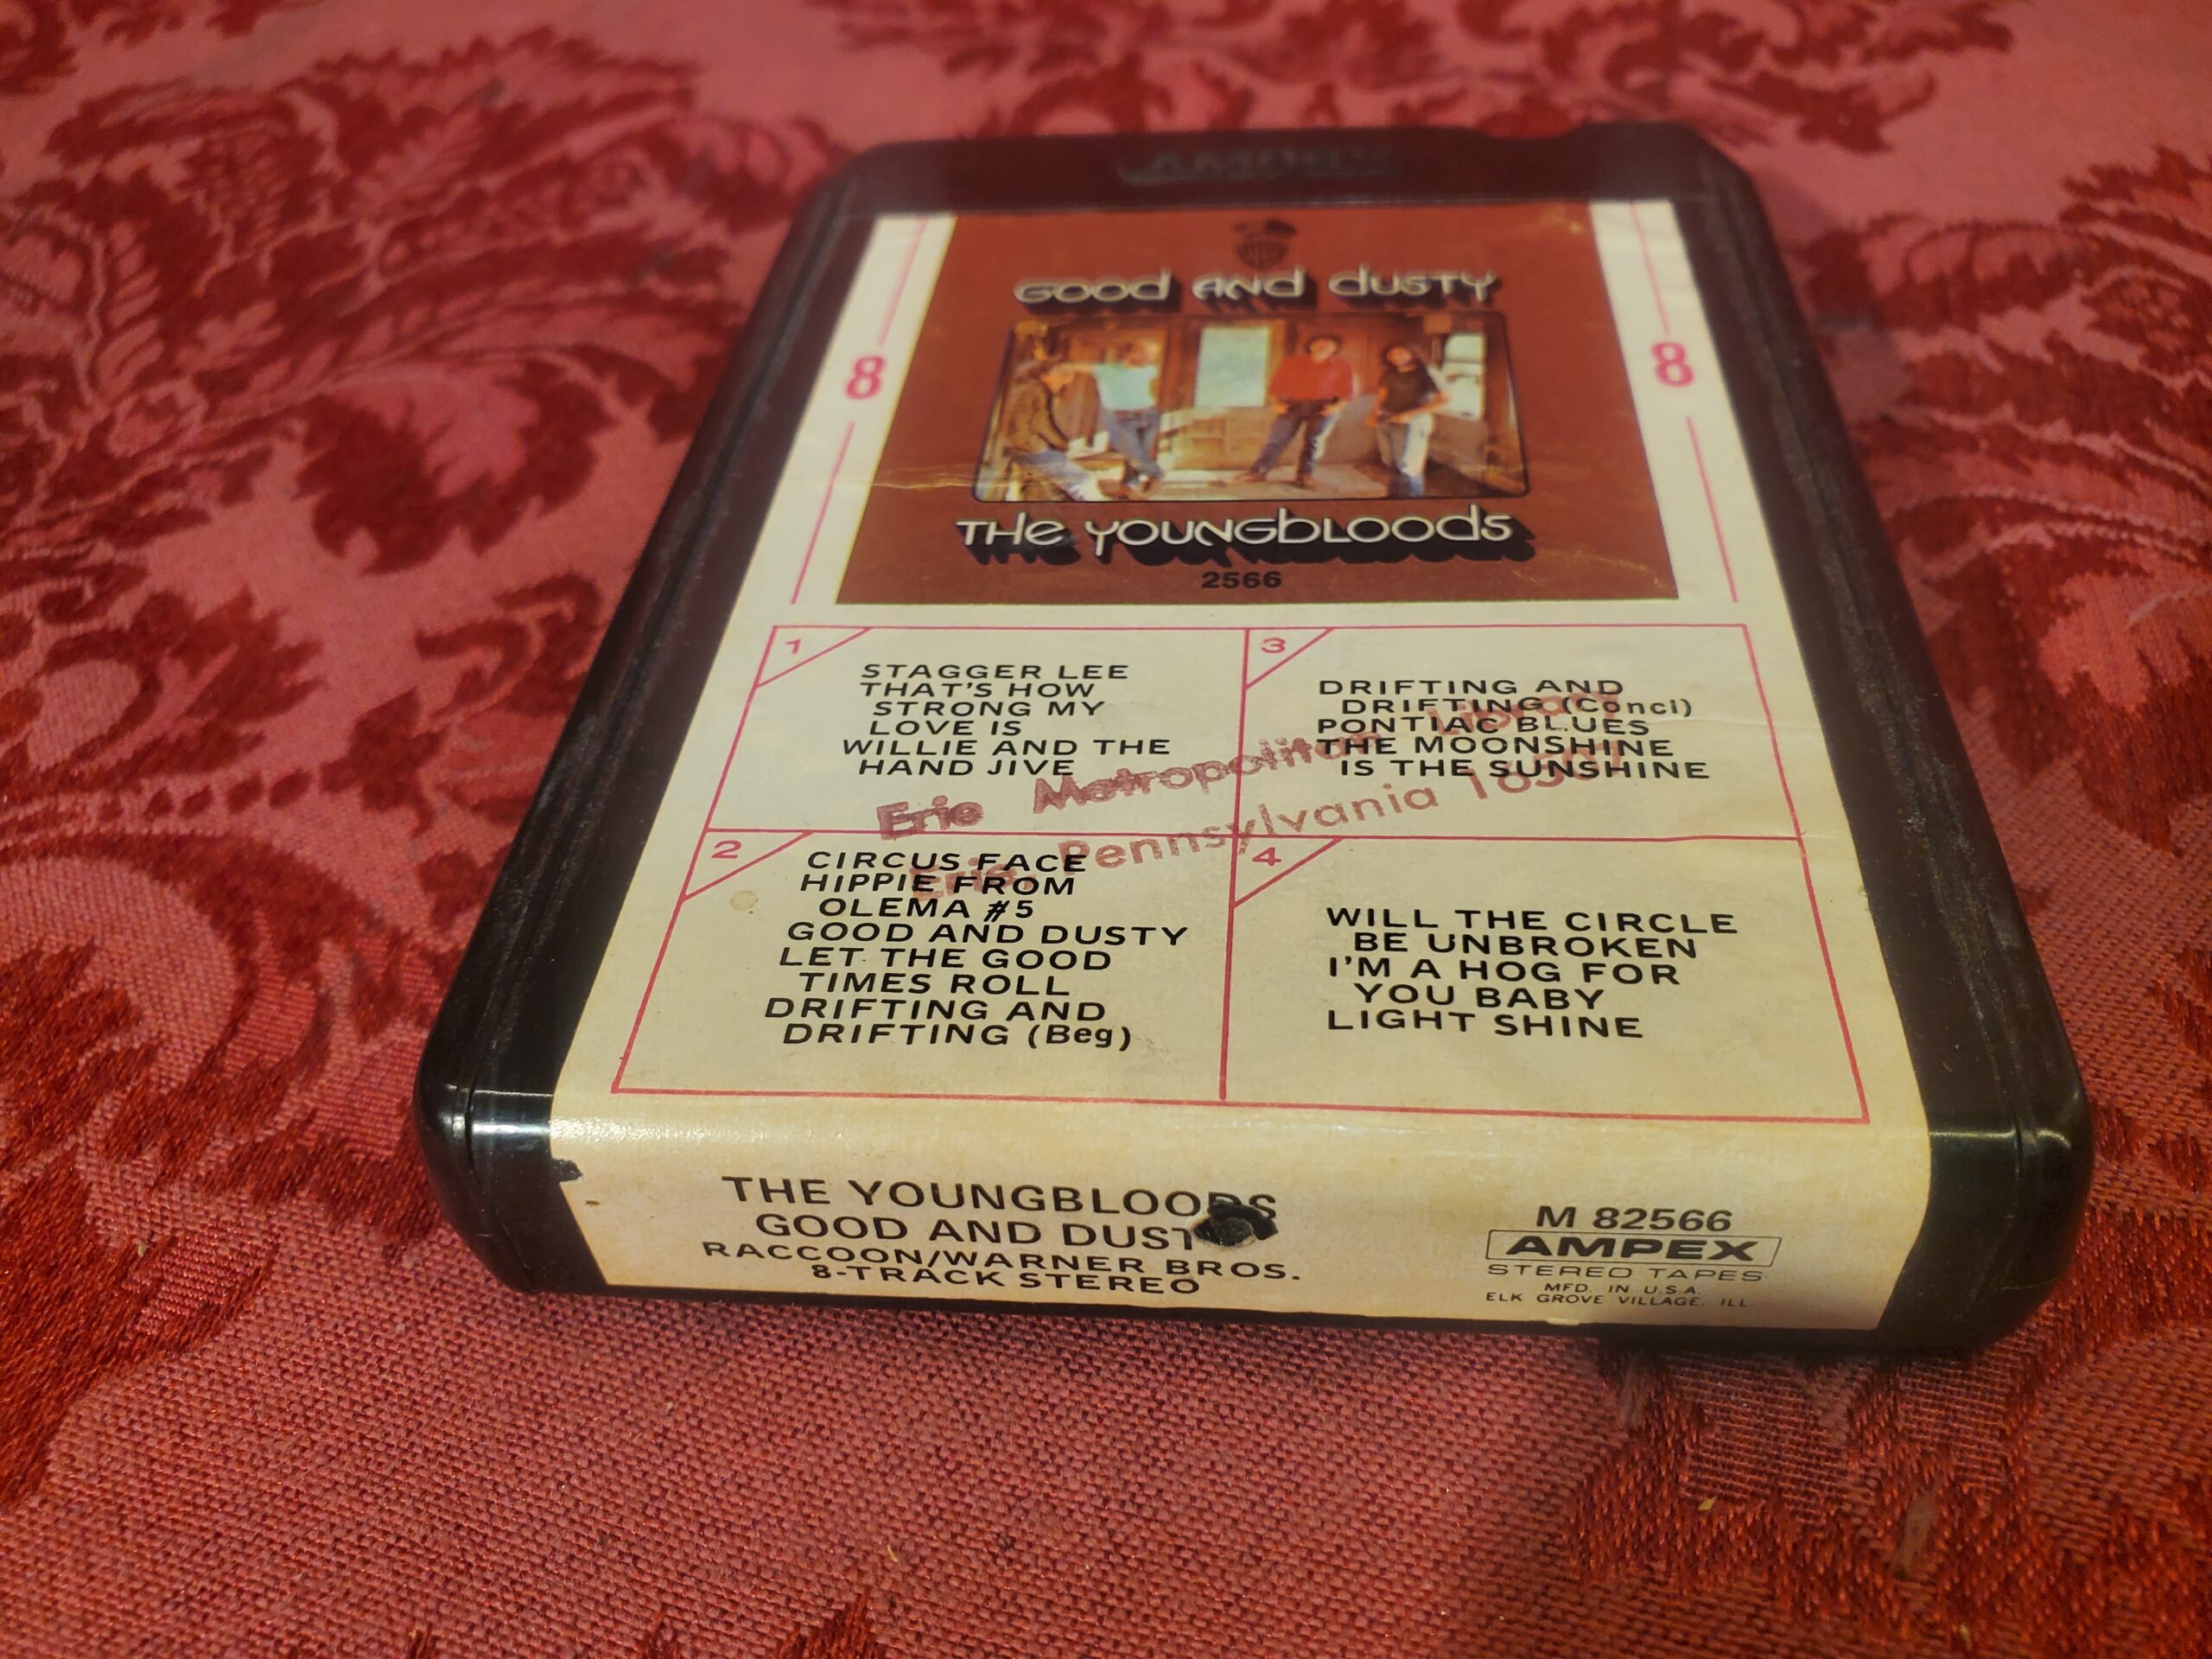 AMPEX
GOOD AND DUSTY
8
8
THE YOUNGBLOODS
2566
1
STAGGER LEE
THAT'S HOW
STRONG MY
LOVE IS
WILLIE AND THE
HAND JIVE
3
DRIFTING AND
DRIFTING (Concl)
PONTIAC BLUES
THE MOONSHINE
IS THE SUNSHINE
Erie Metropolitan Library
Erie, Pennsylvania
2
CIRCUS FACE
HIPPIE FROM
OLEMA #5
GOOD AND DUSTY
LET THE GOOD
TIMES ROLL
DRIFTING AND
DRIFTING (Beg)
4
WILL THE CIRCLE
BE UNBROKEN
I'M A HOG FOR
YOU BABY
LIGHT SHINE
THE YOUNGBLOODS
GOOD AND DUST
RACCOON/WARNER BROS.
8-TRACK STEREO
M 82566
AMPEX
STEREO TAPES
MFD. IN U.S.A.
ELK GROVE VILLAGE, ILL